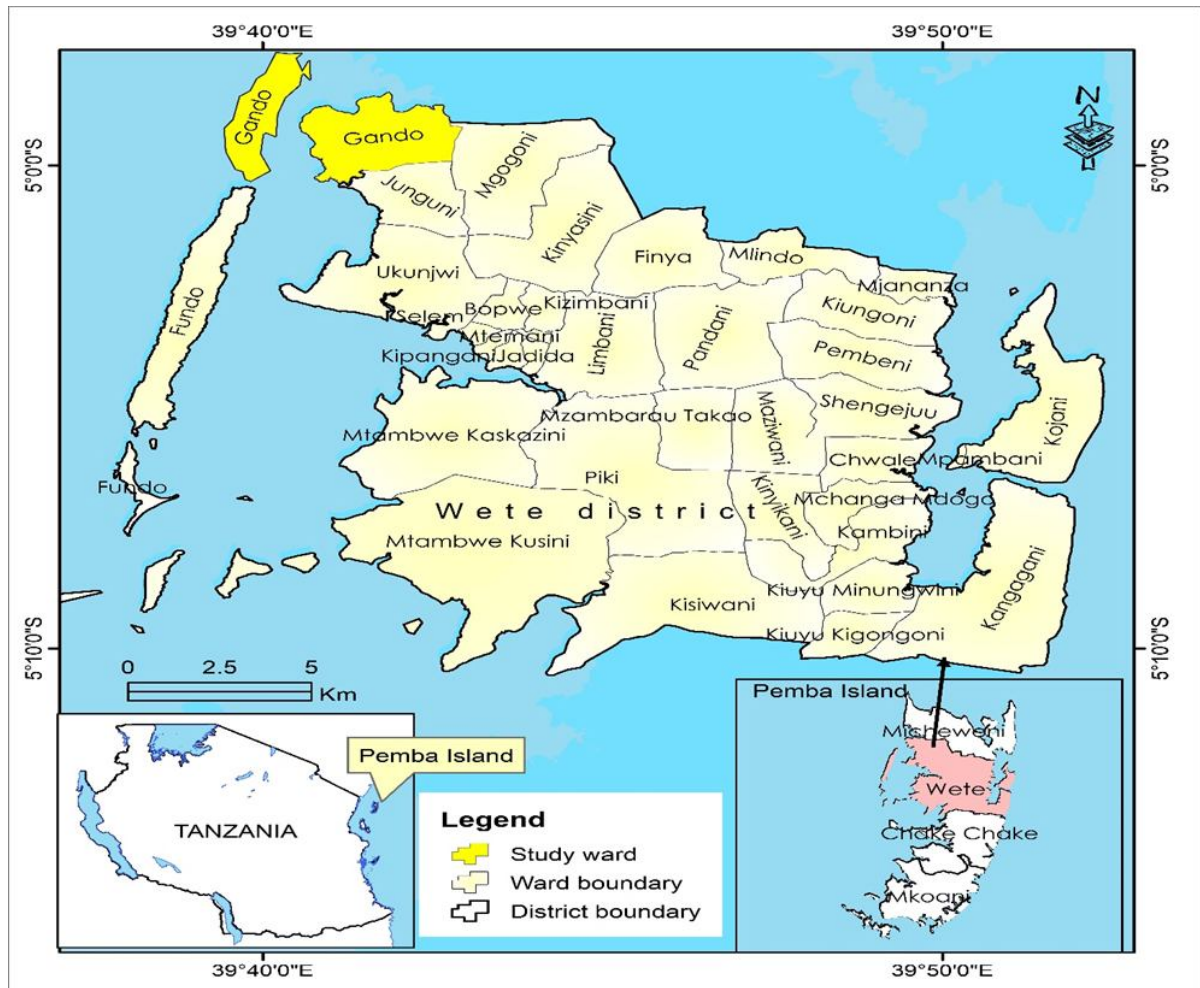 39°40'0"E
39°50'0"E
N
5°0'0"S
5°0'0"S
Gando
Gando
Mgogoni
Junguni
Kinyasini
Finya
Mlindo
Ukunjwi
Mjananza
Fundo
Selem
Bopwe
Kizimbani
Kiungoni
Mtemani
Limbani
Pandani
Kipangani
Jadida
Pembeni
Shengejuu
Kojani
Mtambwe Kaskazini
Mzambarau Takao
Maziwani
Chwale
Mpambani
Fundo
Piki
Kinyikani
Mchanga Mdogo
Wete district
Kambini
Mtambwe Kusini
Kangagani
Kisiwani
Kiuyu Minungwini
Kiuyu Kigongoni
5°10'0"S
5°10'0"S
0 2.5 5
Km
Pemba Island
Micheweni
Wete
Chake Chake
Mkoani
Pemba Island
TANZANIA
Legend
Study ward
Ward boundary
District boundary
39°40'0"E
39°50'0"E